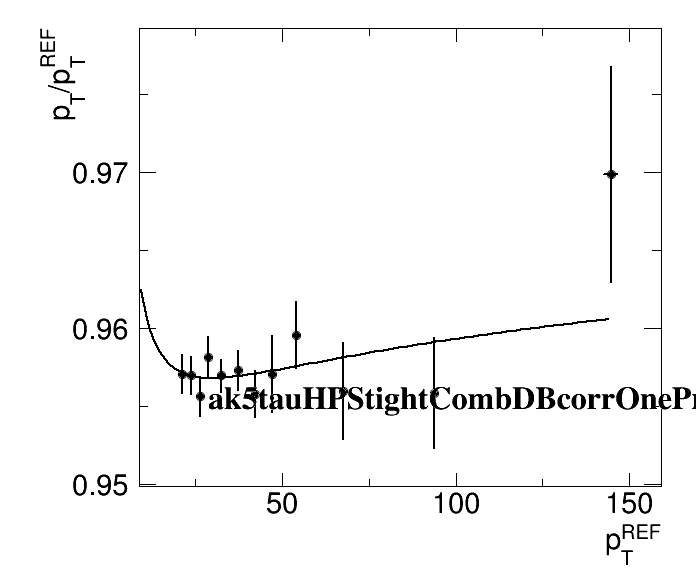 p_T/p_T^REF
0.97
0.96
0.95
ak5tauHPStightCombDBcorrOnePr
50 100 150
p_T^REF